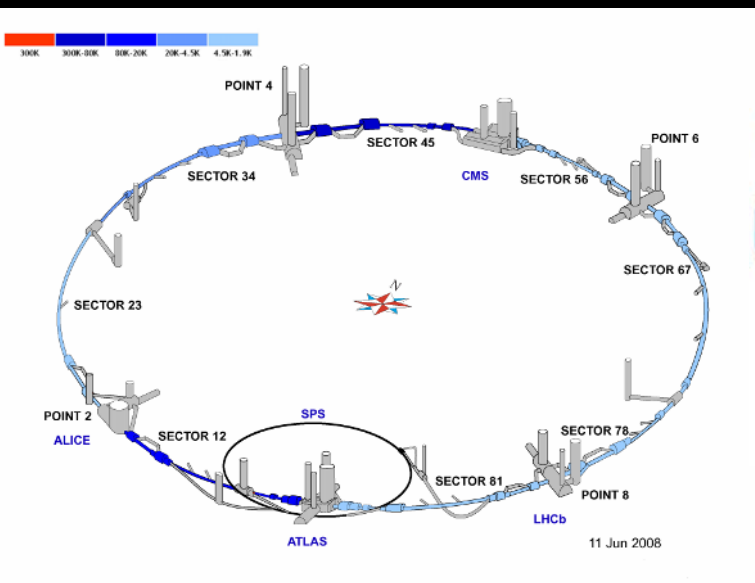 300K 300K-80K 80K-20K 20K-4.5K 4.5K-1.9K
POINT 4
SECTOR 45
POINT 6
SECTOR 34
CMS
SECTOR 56
SECTOR 67
N
SECTOR 23
POINT 2
SPS
ALICE
SECTOR 12
SECTOR 78
SECTOR 81
POINT 8
LHCb
ATLAS
11 Jun 2008